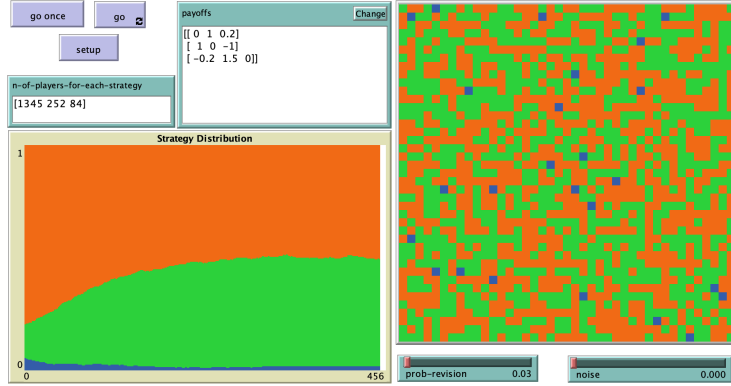 go once
go
setup
payoffs
Change
[[ 0 1 0.2]
[ 1 0 -1]
[ -0.2 1.5 0]]
n-of-players-for-each-strategy
[1345 252 84]
Strategy Distribution
1
0
0
456
prob-revision 0.03
noise 0.000